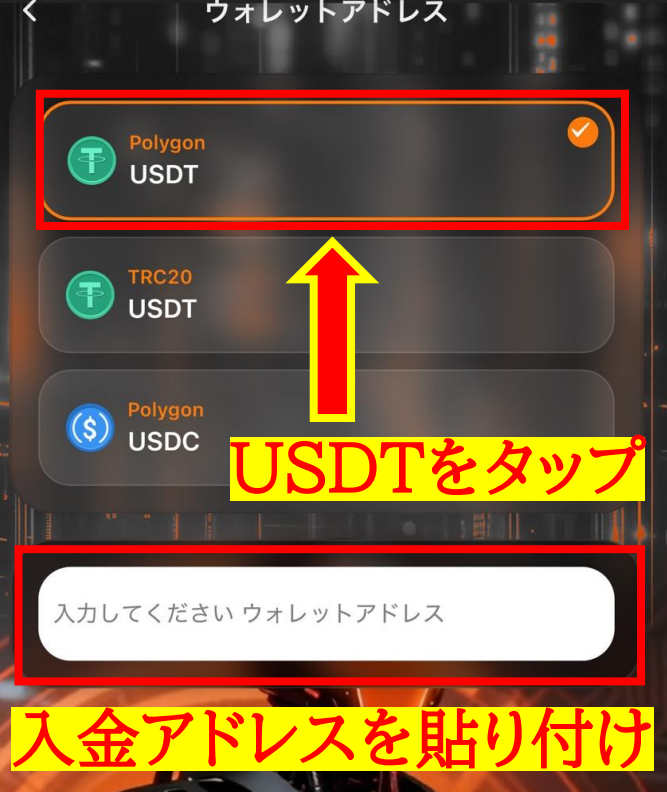 ウォレットアドレス
Polygon
USDT
TRC20
USDT
Polygon
USDC
USDTをタップ
入力してください ウォレットアドレス
入金アドレスを貼り付け